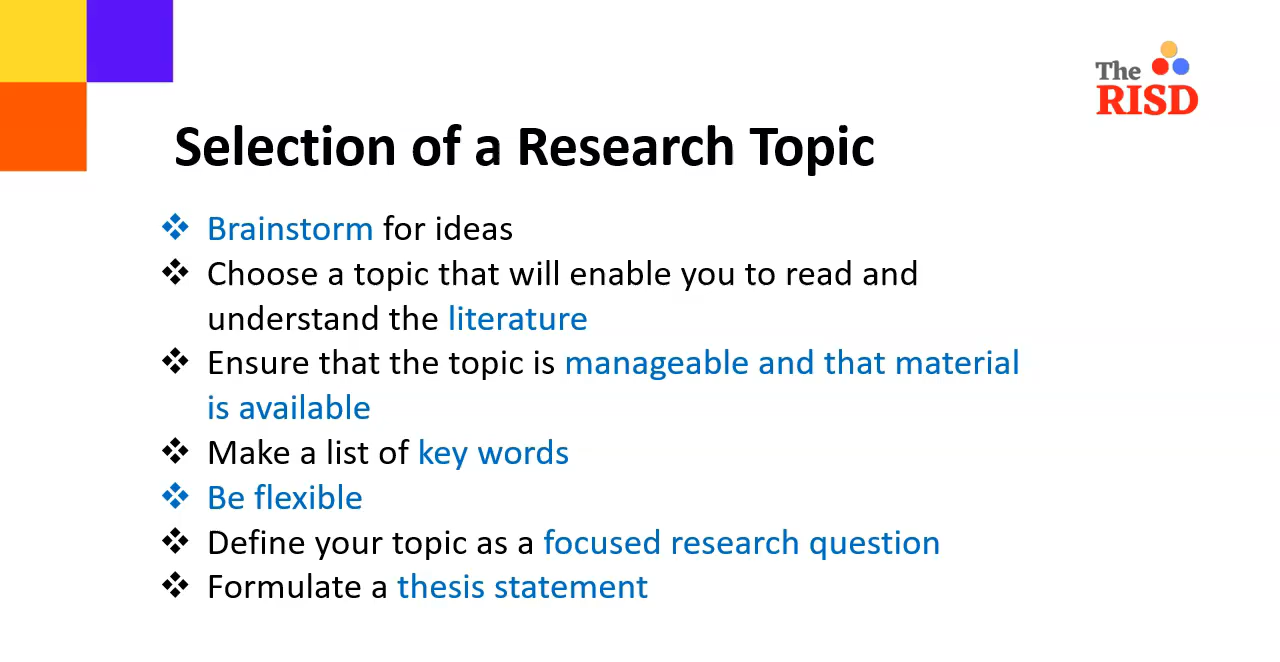 The
RISD
Selection of a Research Topic
❖ Brainstorm for ideas
❖ Choose a topic that will enable you to read and
understand the literature
❖ Ensure that the topic is manageable and that material
is available
❖ Make a list of key words
❖ Be flexible
❖ Define your topic as a focused research question
❖ Formulate a thesis statement